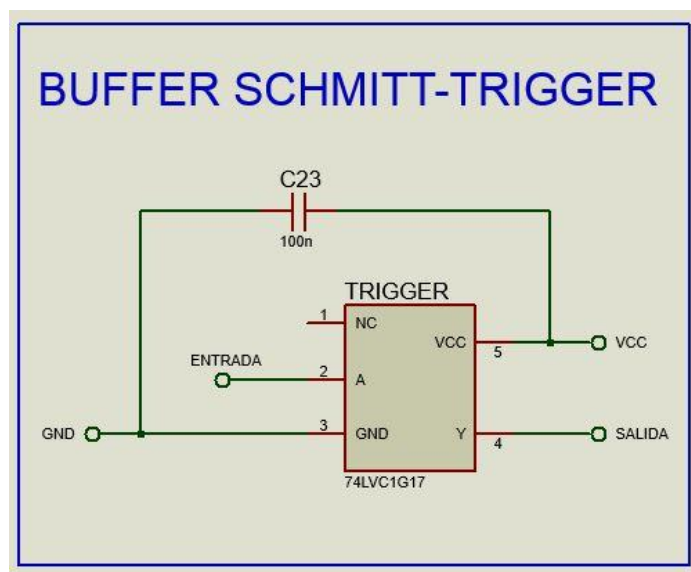 BUFFER SCHMITT-TRIGGER
C23
100n
TRIGGER
1
NC
VCC
5
VCC
ENTRADA
2
A
GND
3
GND
Y
4
SALIDA
74LVC1G17